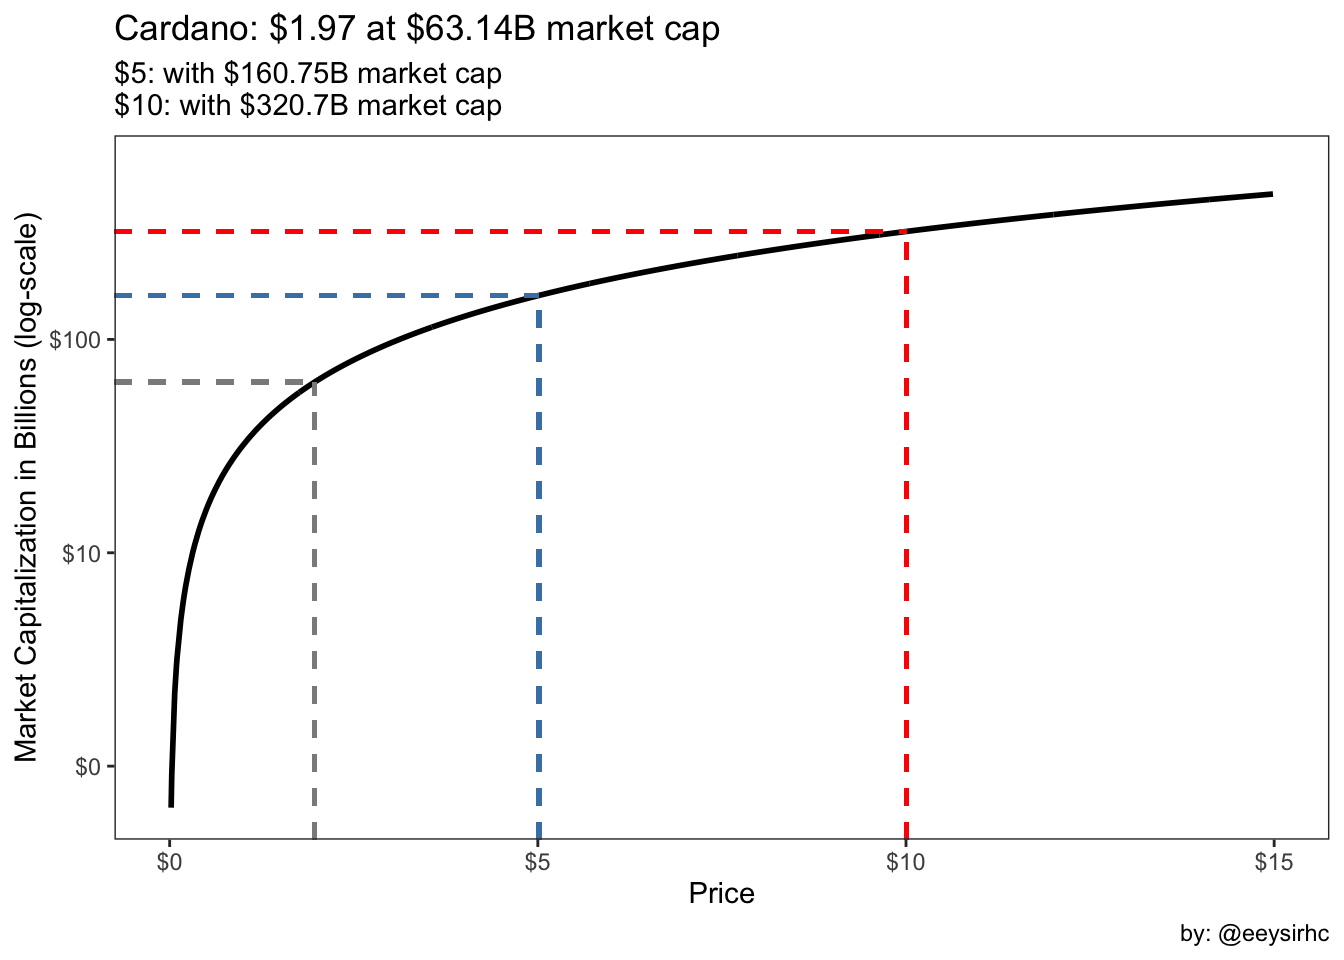 Cardano: $1.97 at $63.14B market cap
$5: with $160.75B market cap
$10: with $320.7B market cap
Market Capitalization in Billions (log-scale)
$100
$10
$0
$0 $5 $10 $15
Price
by: @eeysirhc